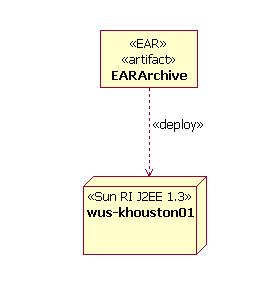 «EAR»
«artifact»
EARArchive
«deploy»
«Sun RI J2EE 1.3»
wus-khouston01